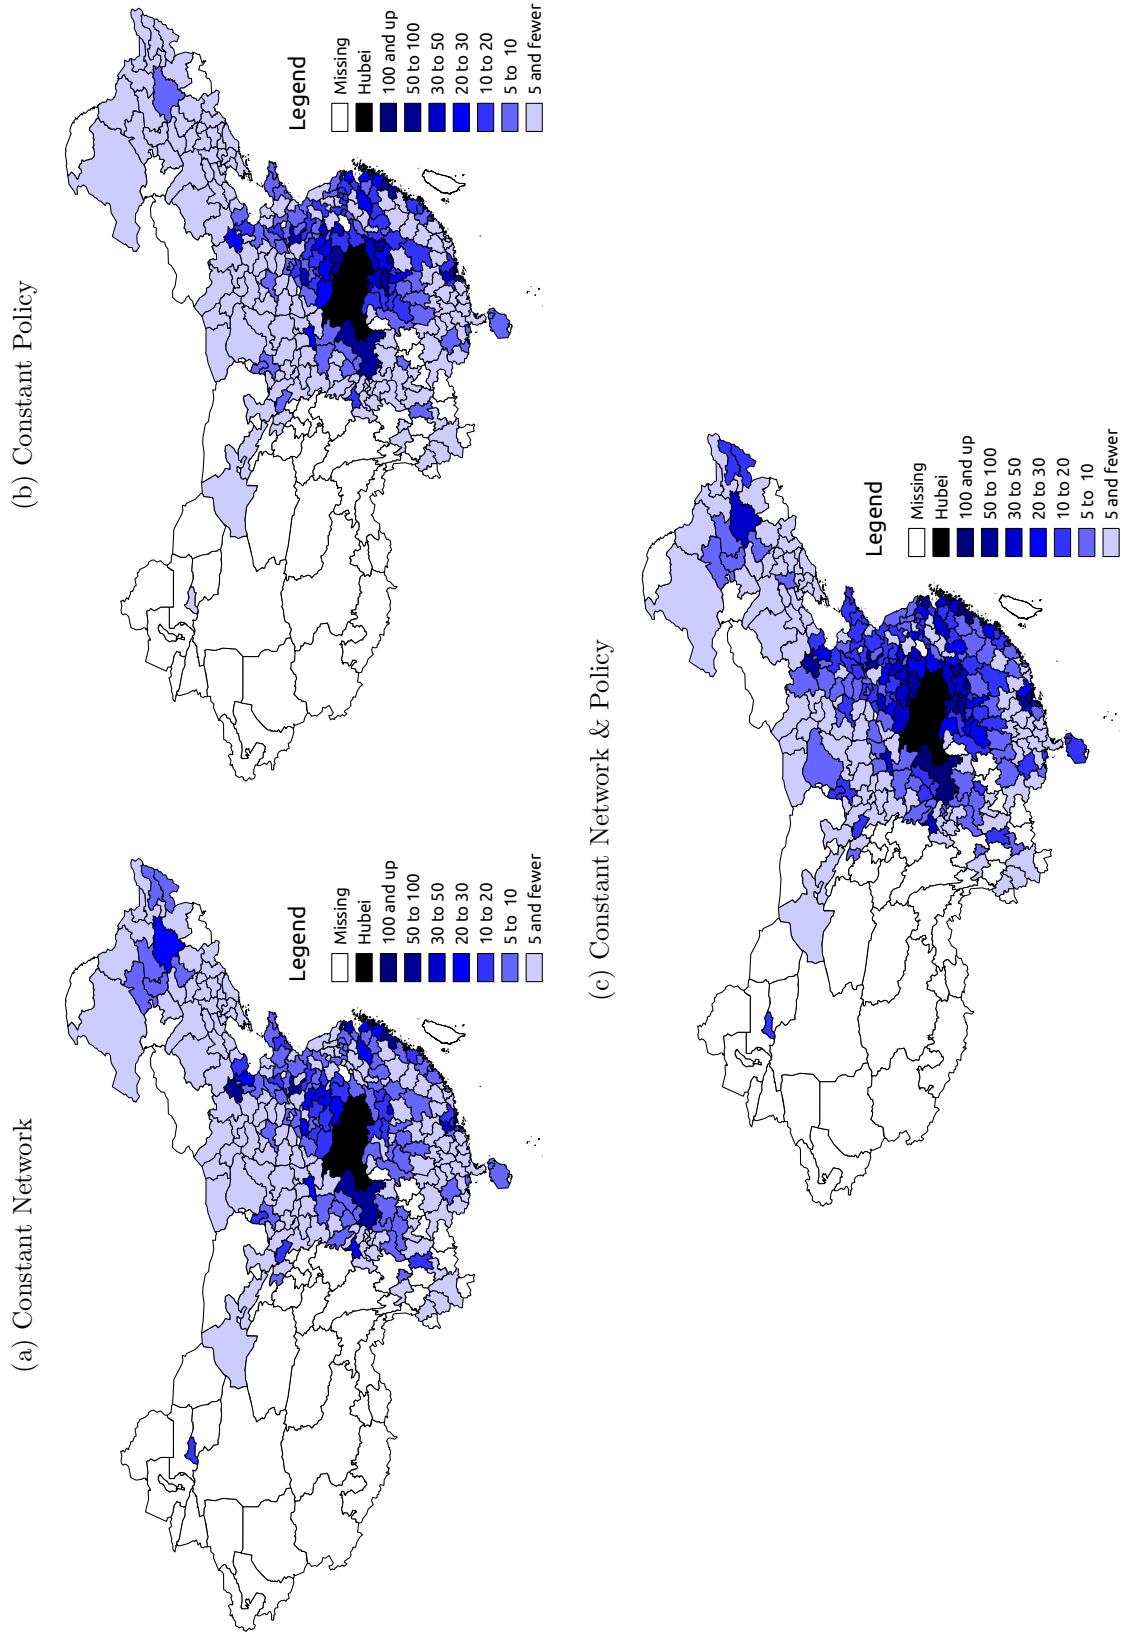 (a) Constant Network
Legend
Missing
Hubei
100 and up
50 to 100
30 to 50
20 to 30
10 to 20
5 to 10
5 and fewer
(b) Constant Policy
Legend
Missing
Hubei
100 and up
50 to 100
30 to 50
20 to 30
10 to 20
5 to 10
5 and fewer
(c) Constant Network & Policy
Legend
Missing
Hubei
100 and up
50 to 100
30 to 50
20 to 30
10 to 20
5 to 10
5 and fewer